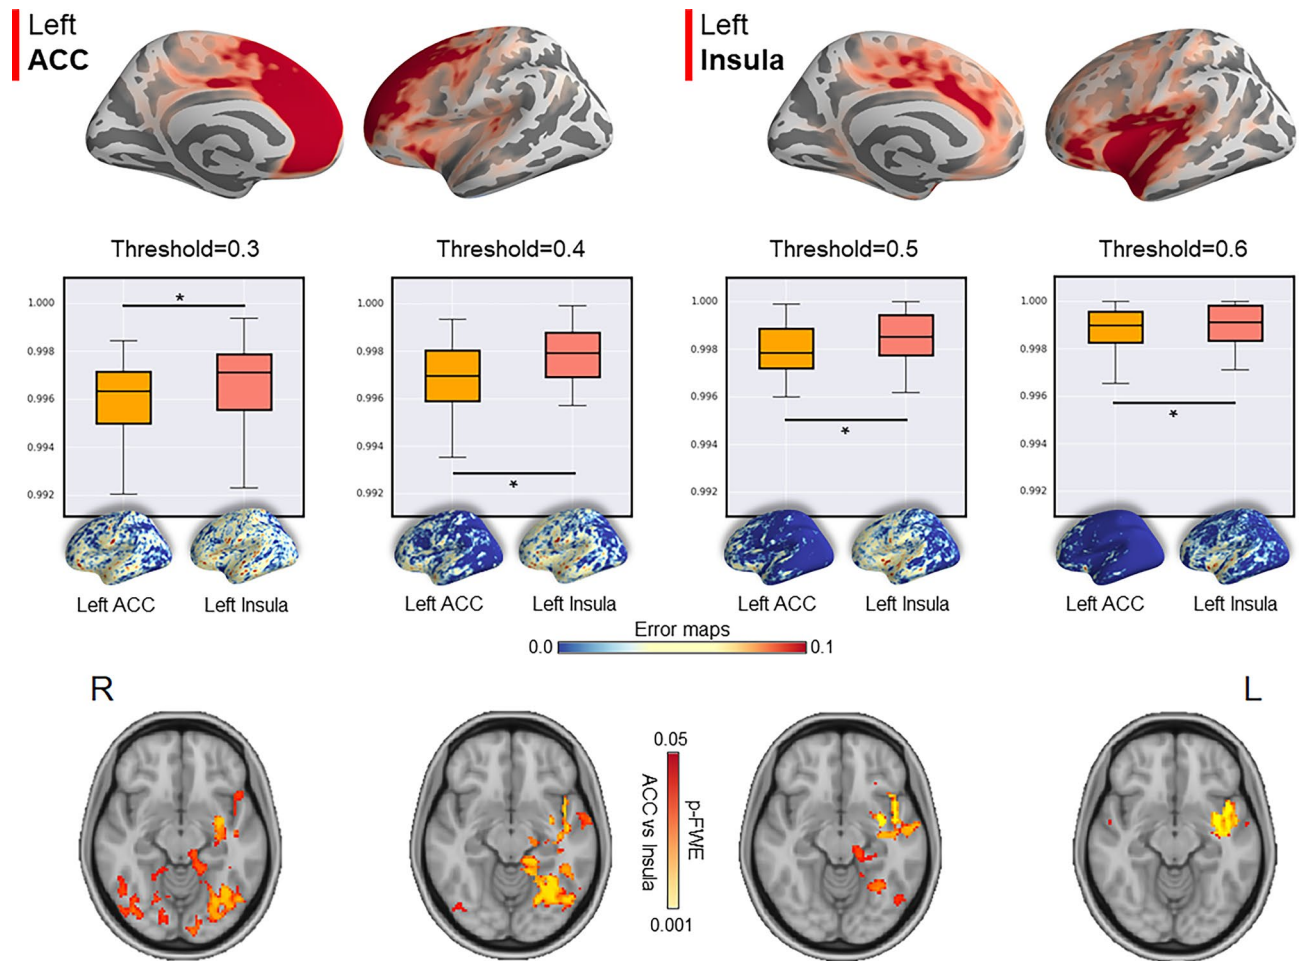 Left
ACC
Left
Insula
Threshold=0.3
Threshold=0.4
Threshold=0.5
Threshold=0.6
1.000
0.998
0.996
0.994
0.992
*
1.000
0.998
0.996
0.994
0.992
*
1.000
0.998
0.996
0.994
0.992
*
1.000
0.998
0.996
0.994
0.992
*
Left ACC
Left Insula
Left ACC
Left Insula
Left ACC
Left Insula
Left ACC
Left Insula
Error maps
0.0
0.1
R
L
0.05
p-FWE
ACC vs Insula
0.001